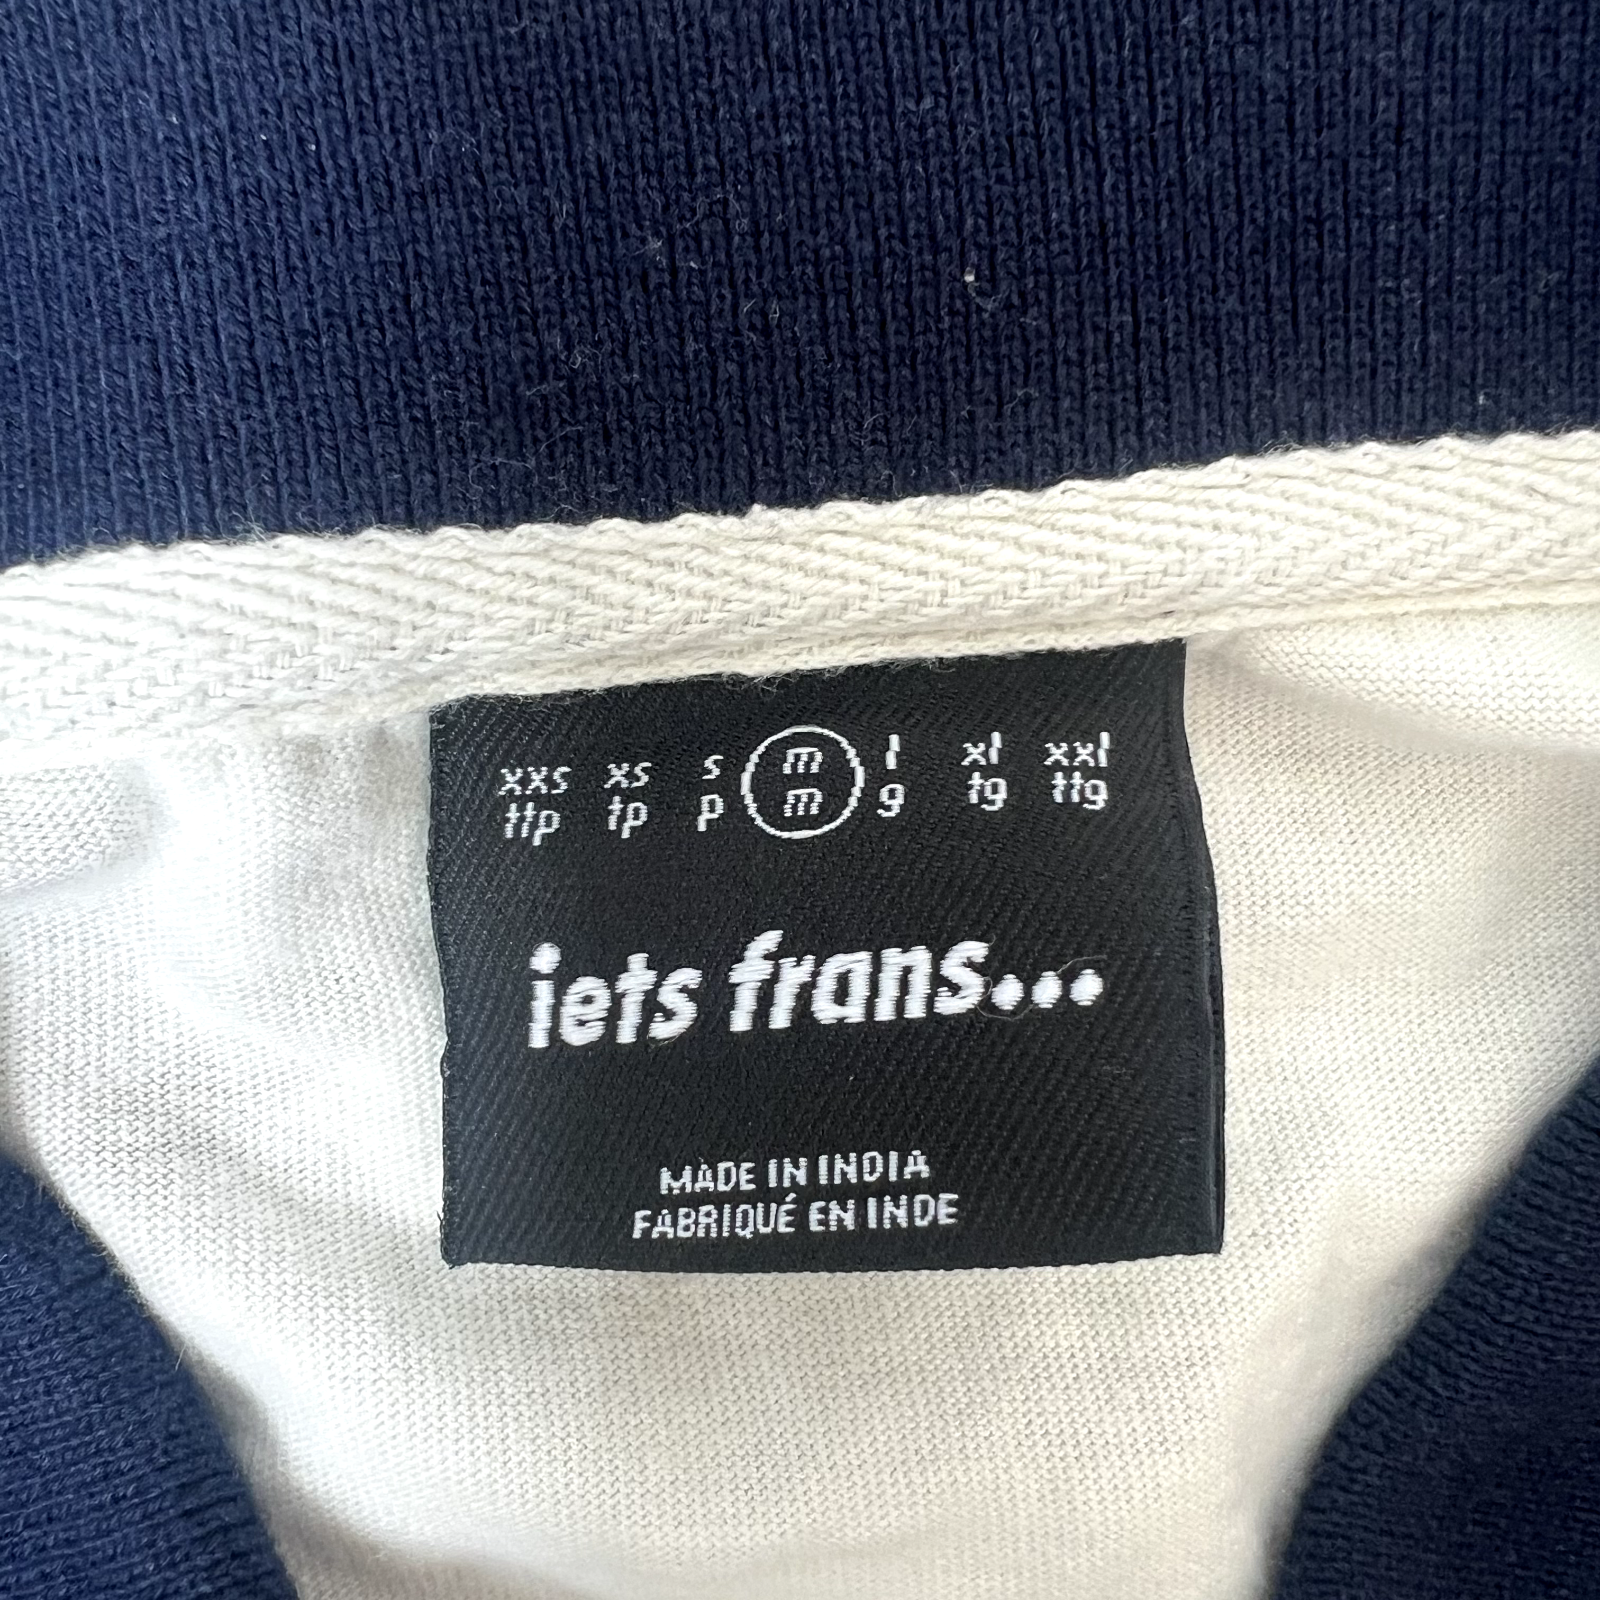 xxs xs s m l xl xxl
ttp tp p m g tg ttg
iets frans...
MADE IN INDIA
FABRIQUÉ EN INDE